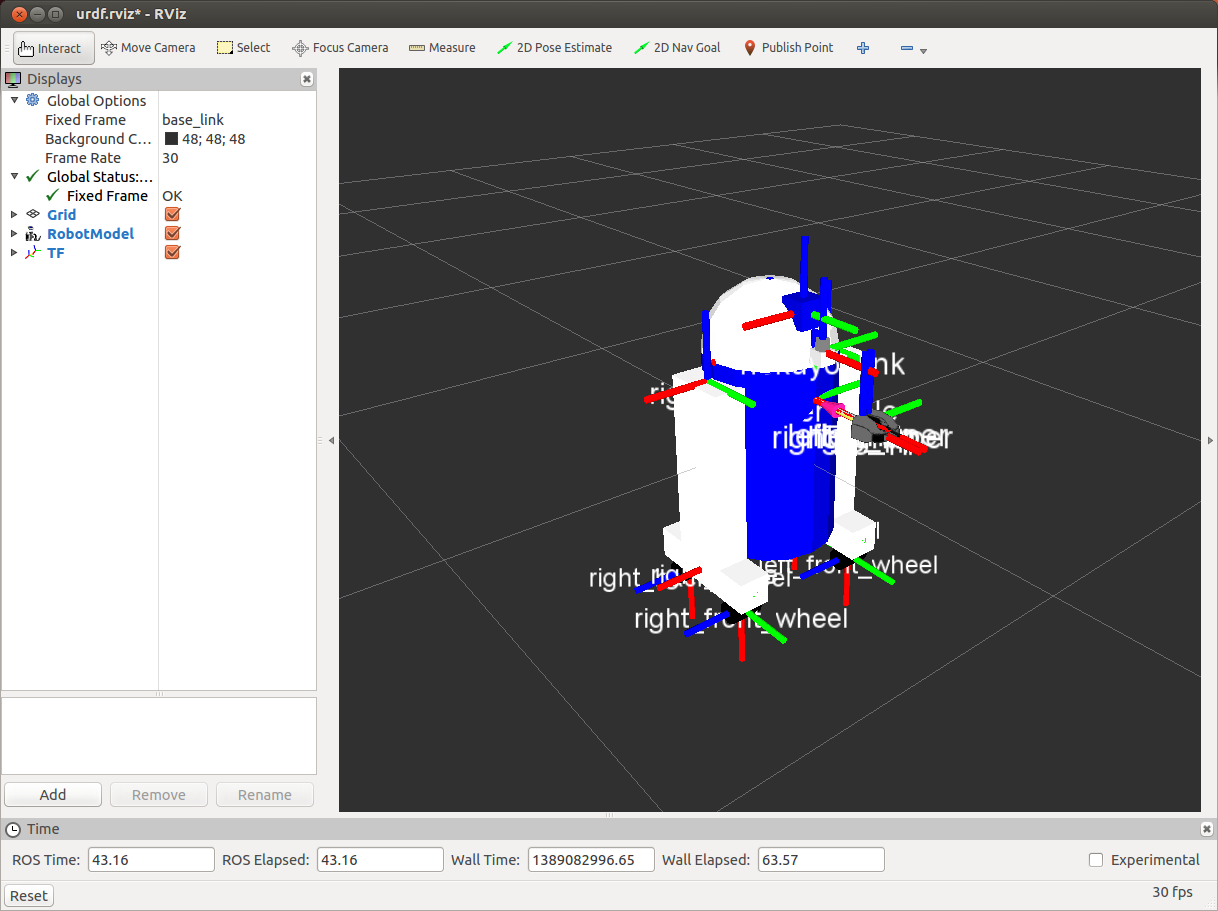 urdf.rviz* - RViz
Interact Move Camera Select Focus Camera Measure 2D Pose Estimate 2D Nav Goal Publish Point
Displays
Global Options
Fixed Frame base_link
Background C... 48; 48; 48
Frame Rate 30
Global Status:...
Fixed Frame OK
Grid
RobotModel
TF
left_front_wheel
right_front_wheel
Add Remove Rename
Time
ROS Time: 43.16 ROS Elapsed: 43.16 Wall Time: 1389082996.65 Wall Elapsed: 63.57 Experimental
Reset 30 fps